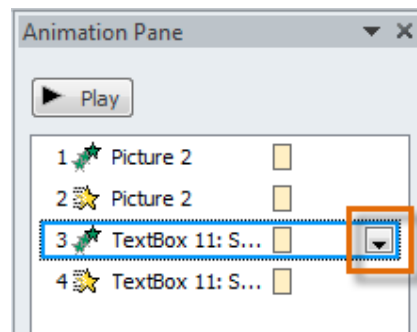 Animation Pane
Play
1 Picture 2
2 Picture 2
3 TextBox 11: S...
4 TextBox 11: S...